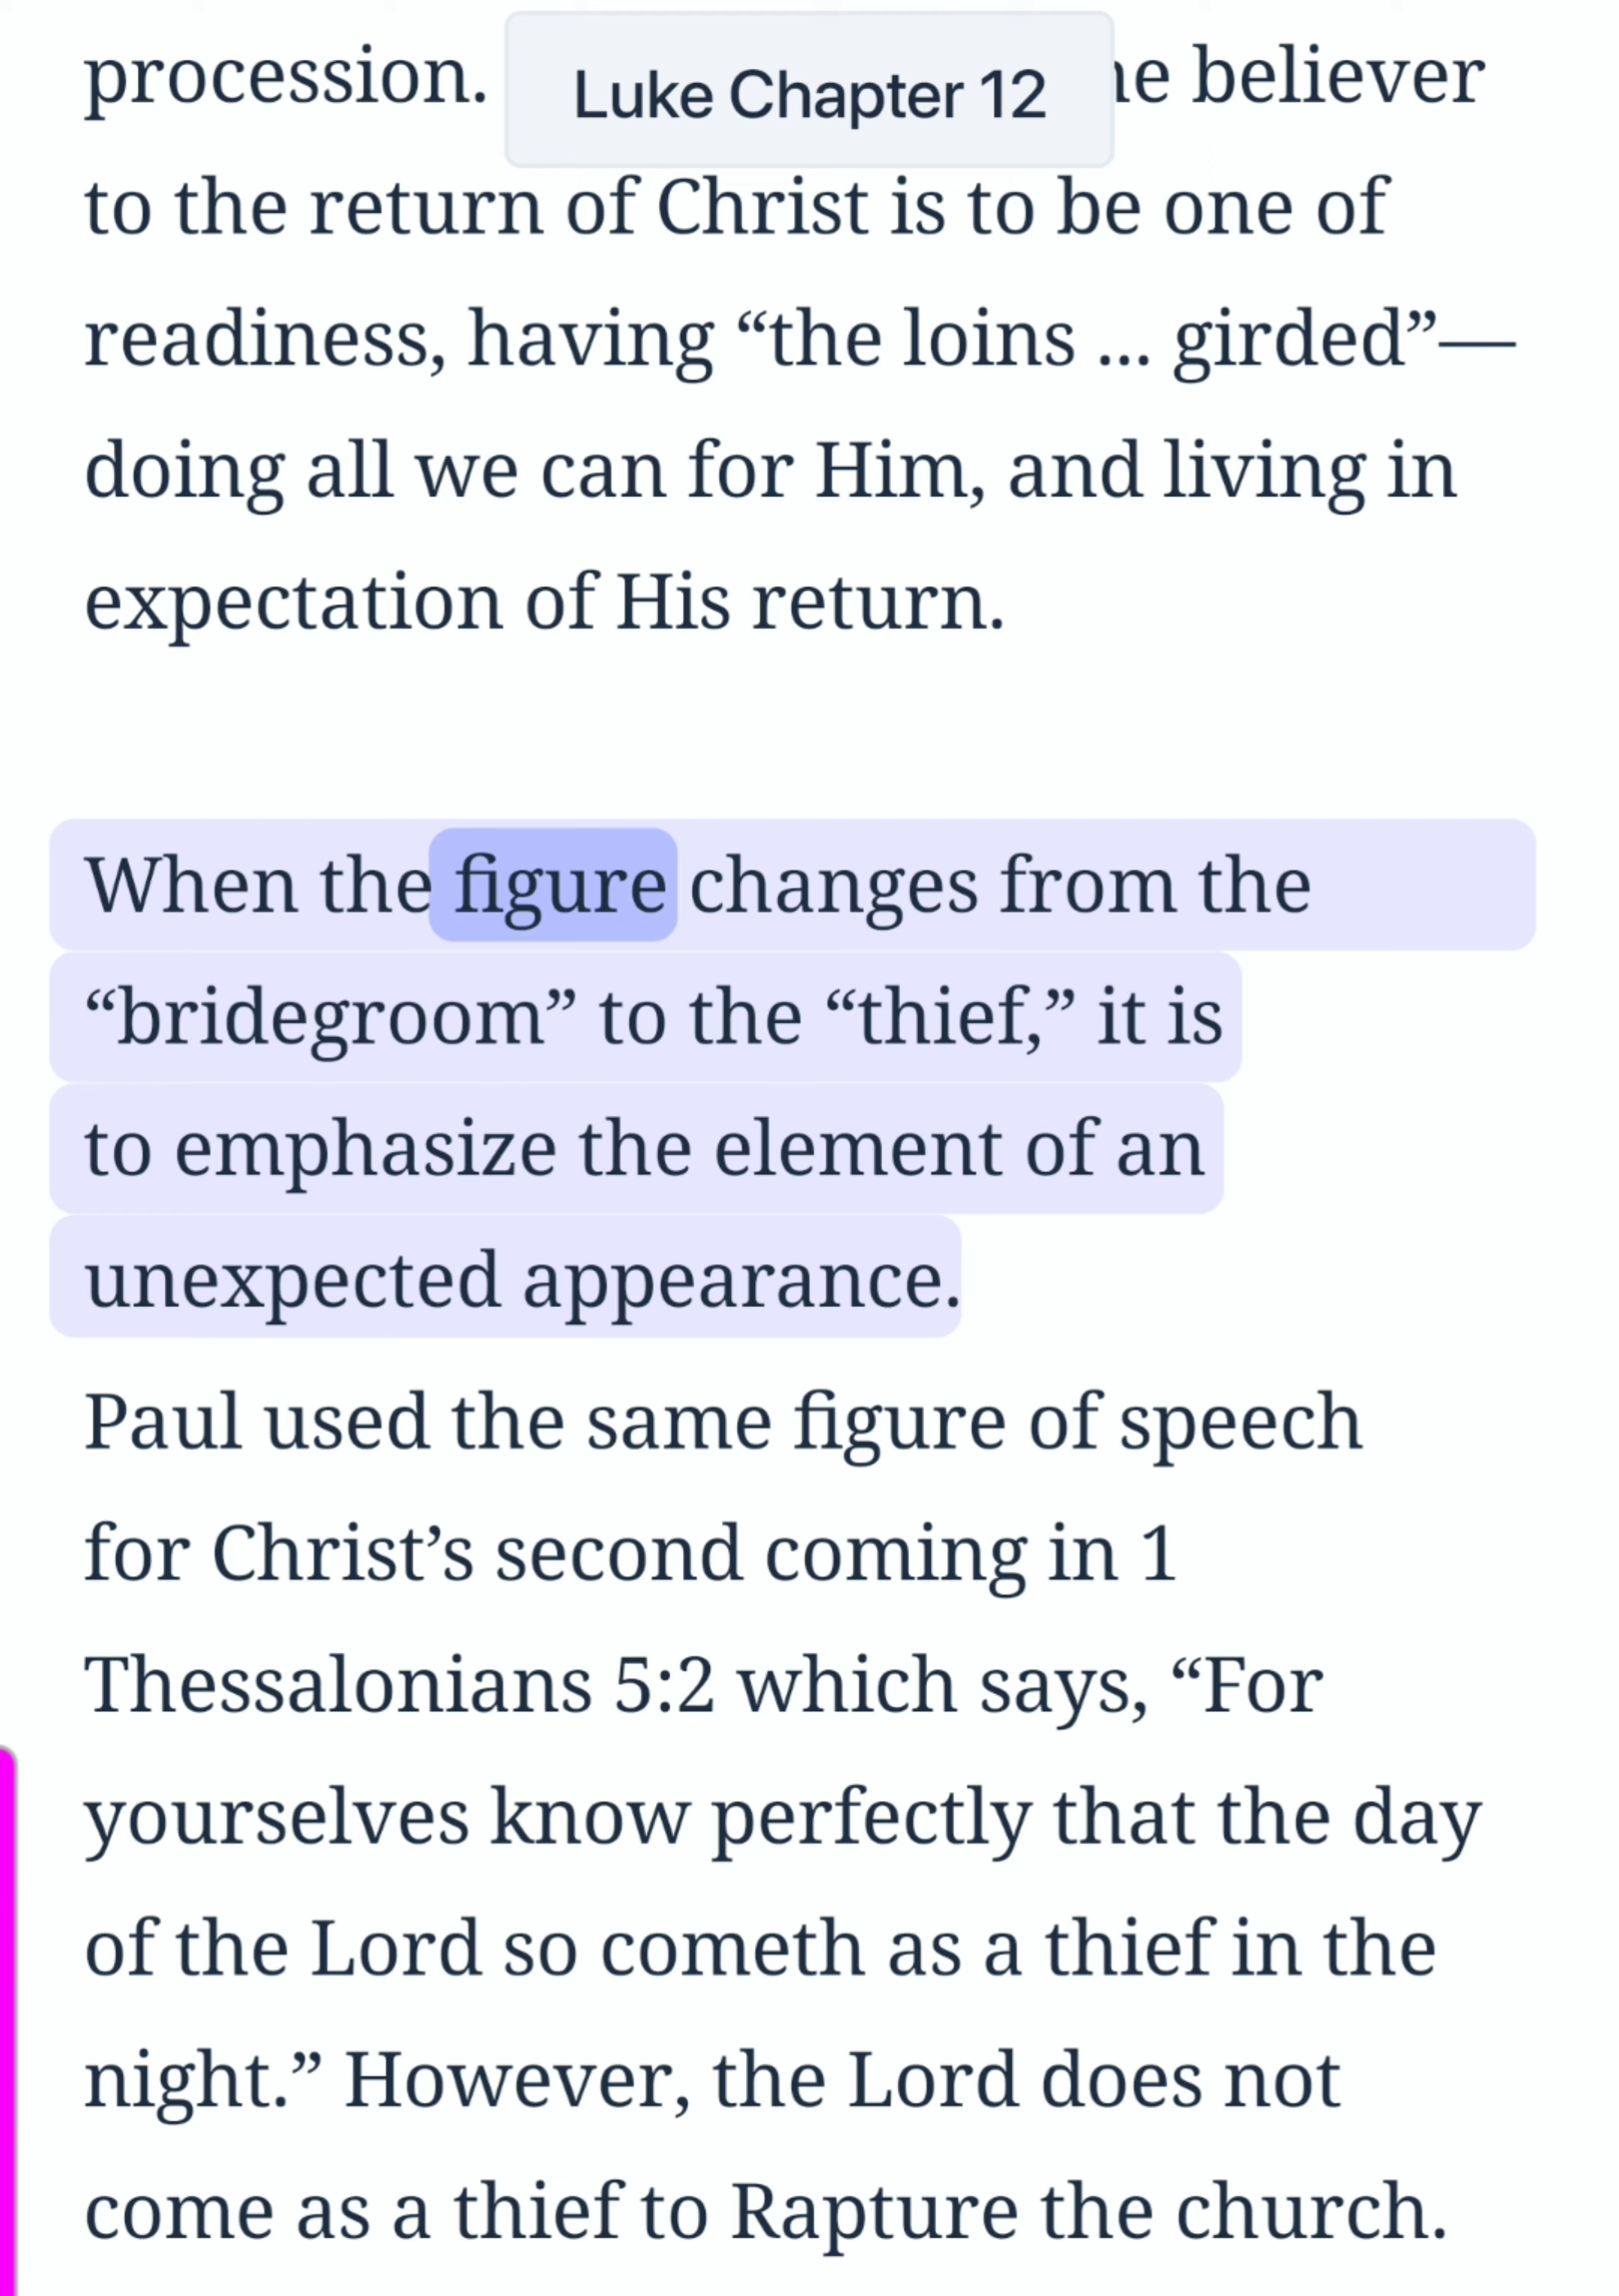 Luke Chapter 12
procession. believer
to the return of Christ is to be one of
readiness, having “the loins ... girded”—
doing all we can for Him, and living in
expectation of His return.
When the figure changes from the
“bridegroom” to the “thief,” it is
to emphasize the element of an
unexpected appearance.
Paul used the same figure of speech
for Christ’s second coming in 1
Thessalonians 5:2 which says, “For
yourselves know perfectly that the day
of the Lord so cometh as a thief in the
night.” However, the Lord does not
come as a thief to Rapture the church.